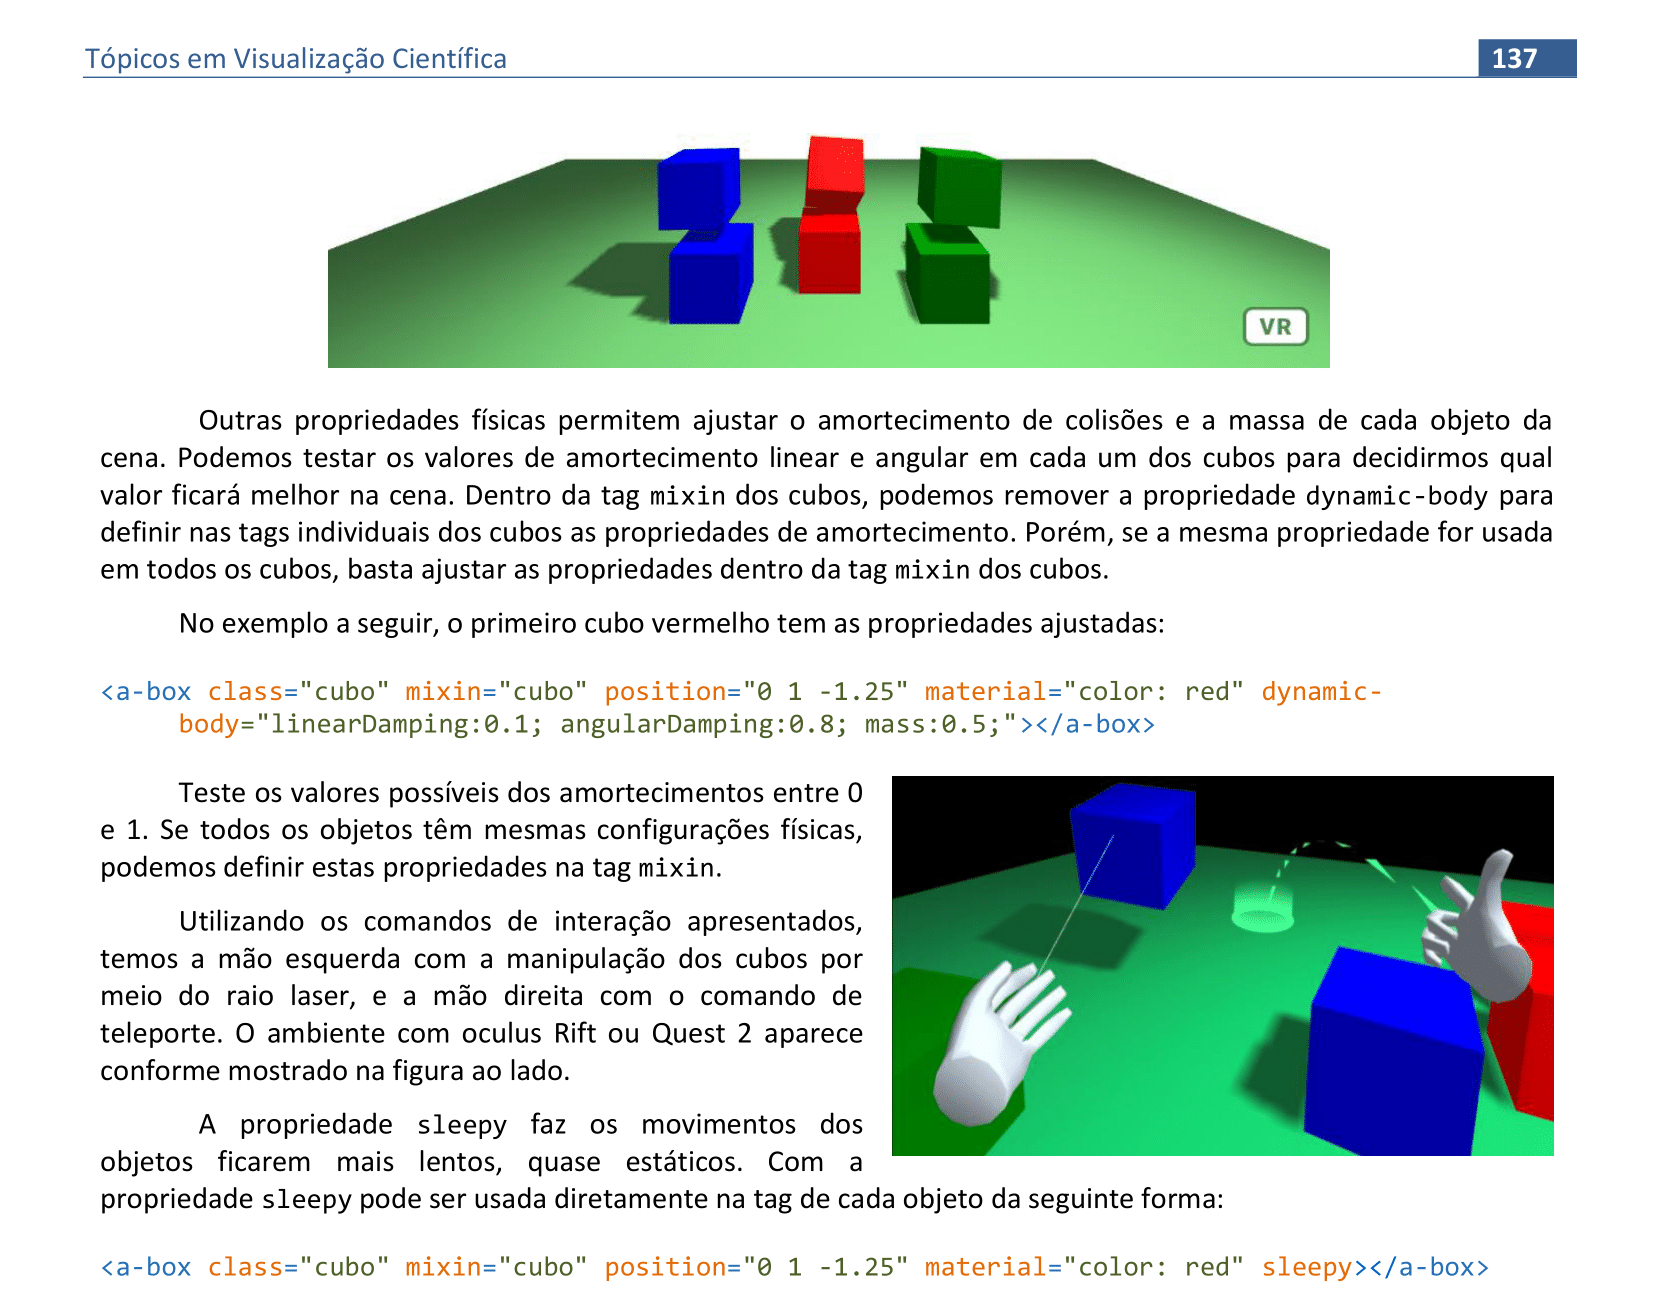 Tópicos em Visualização Científica
137
VR
Outras propriedades físicas permitem ajustar o amortecimento de colisões e a massa de cada objeto da
cena. Podemos testar os valores de amortecimento linear e angular em cada um dos cubos para decidirmos qual
valor ficará melhor na cena. Dentro da tag mixin dos cubos, podemos remover a propriedade dynamic-body para
definir nas tags individuais dos cubos as propriedades de amortecimento. Porém, se a mesma propriedade for usada
em todos os cubos, basta ajustar as propriedades dentro da tag mixin dos cubos.
No exemplo a seguir, o primeiro cubo vermelho tem as propriedades ajustadas:
<a-box class="cubo" mixin="cubo" position="0 1 -1.25" material="color: red" dynamic-
body="linearDamping:0.1; angularDamping:0.8; mass:0.5;"></a-box>
Teste os valores possíveis dos amortecimentos entre 0
e 1. Se todos os objetos têm mesmas configurações físicas,
podemos definir estas propriedades na tag mixin.
Utilizando os comandos de interação apresentados,
temos a mão esquerda com a manipulação dos cubos por
meio do raio laser, e a mão direita com o comando de
teleporte. O ambiente com oculus Rift ou Quest 2 aparece
conforme mostrado na figura ao lado.
A propriedade sleepy faz os movimentos dos
objetos ficarem mais lentos, quase estáticos. Com a
propriedade sleepy pode ser usada diretamente na tag de cada objeto da seguinte forma:
<a-box class="cubo" mixin="cubo" position="0 1 -1.25" material="color: red" sleepy></a-box>